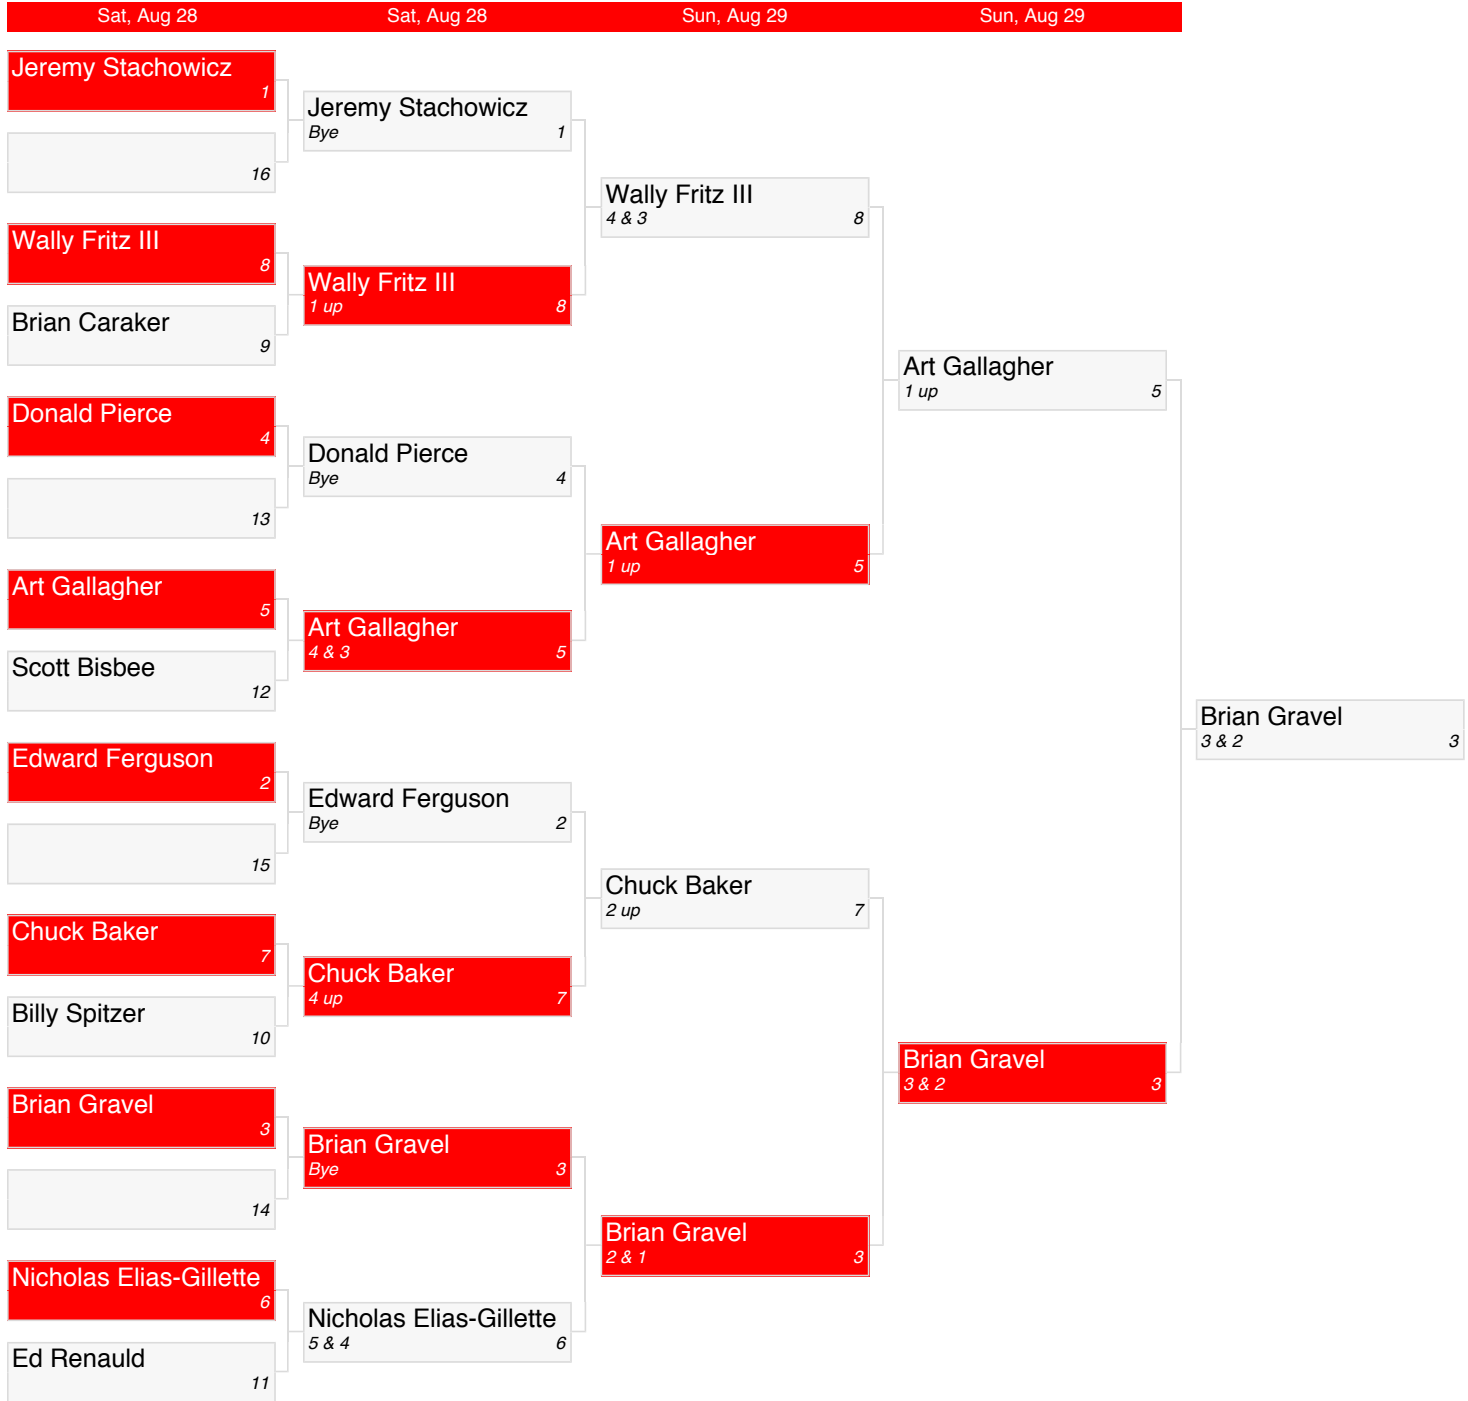 Sat, Aug 28
Sat, Aug 28
Sun, Aug 29
Sun, Aug 29
Jeremy Stachowicz
1
16
Wally Fritz III
8
Brian Caraker
9
Donald Pierce
4
13
Art Gallagher
5
Scott Bisbee
12
Edward Ferguson
2
15
Chuck Baker
7
Billy Spitzer
10
Brian Gravel
3
14
Nicholas Elias-Gillette
6
Ed Renauld
11
Jeremy Stachowicz
Bye 1
Wally Fritz III
1 up 8
Donald Pierce
Bye 4
Art Gallagher
4 & 3 5
Edward Ferguson
Bye 2
Chuck Baker
4 up 7
Brian Gravel
Bye 3
Nicholas Elias-Gillette
5 & 4 6
Wally Fritz III
4 & 3 8
Art Gallagher
1 up 5
Chuck Baker
2 up 7
Brian Gravel
2 & 1 3
Art Gallagher
1 up 5
Brian Gravel
3 & 2 3
Brian Gravel
3 & 2 3